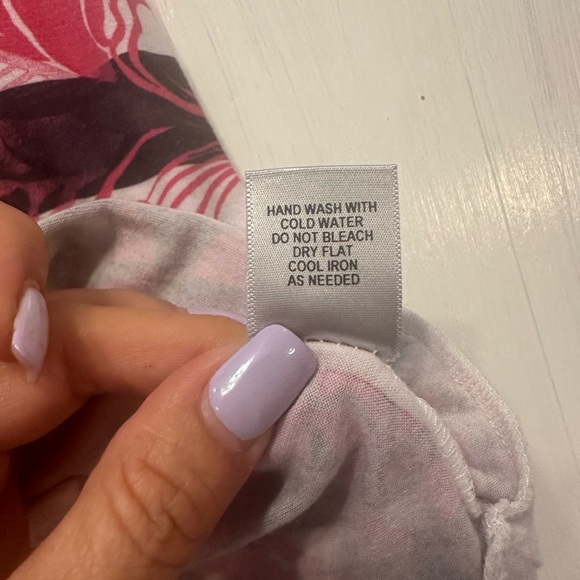 HAND WASH WITH
COLD WATER
DO NOT BLEACH
DRY FLAT
COOL IRON
AS NEEDED